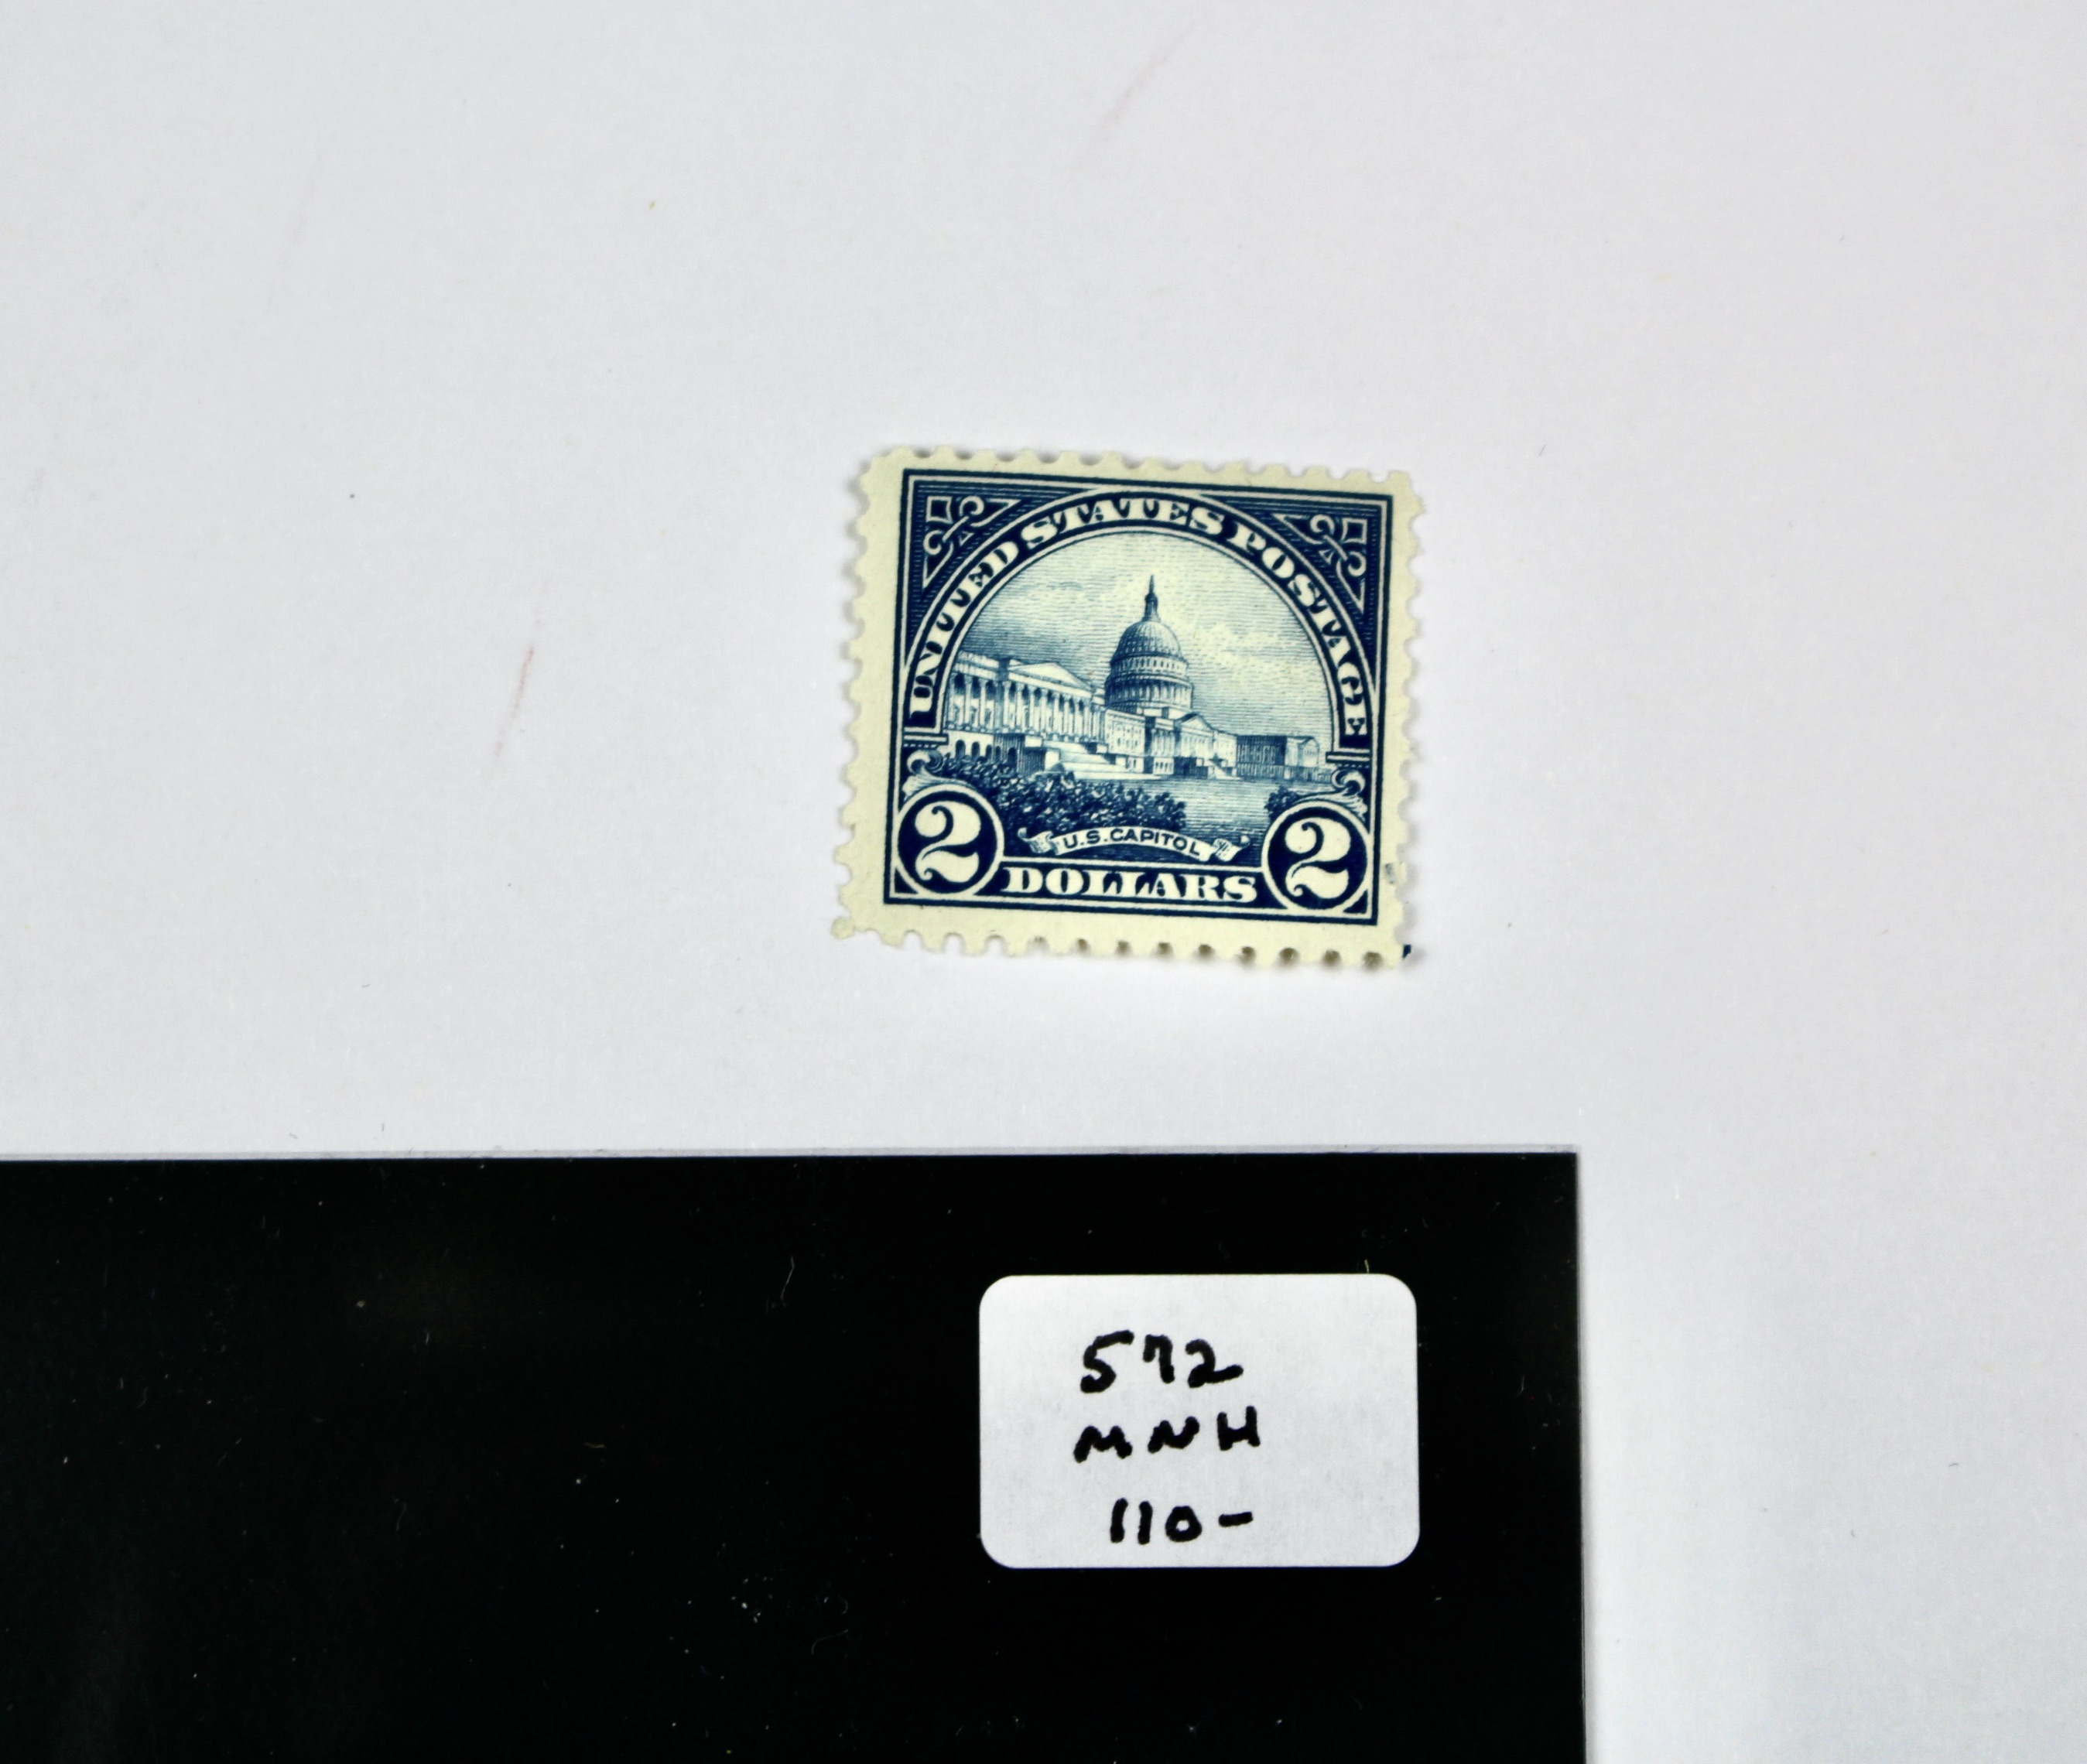 UNITED STATES POSTAGE
U.S. CAPITOL
2 DOLLARS 2
572
MNH
110-